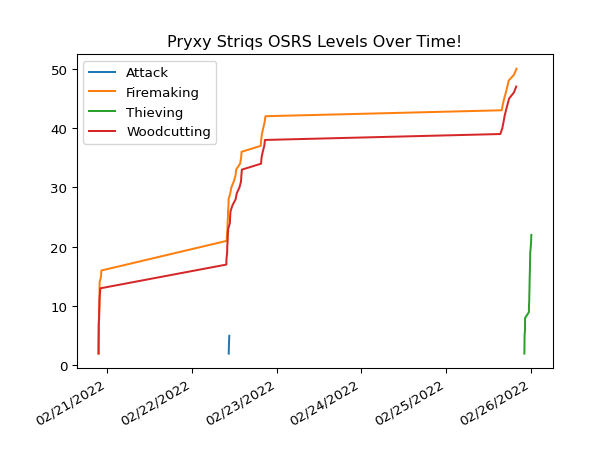 Pryxy Striqs OSRS Levels Over Time!
Attack
Firemaking
Thieving
Woodcutting
50
40
30
20
10
0
02/21/2022
02/22/2022
02/23/2022
02/24/2022
02/25/2022
02/26/2022